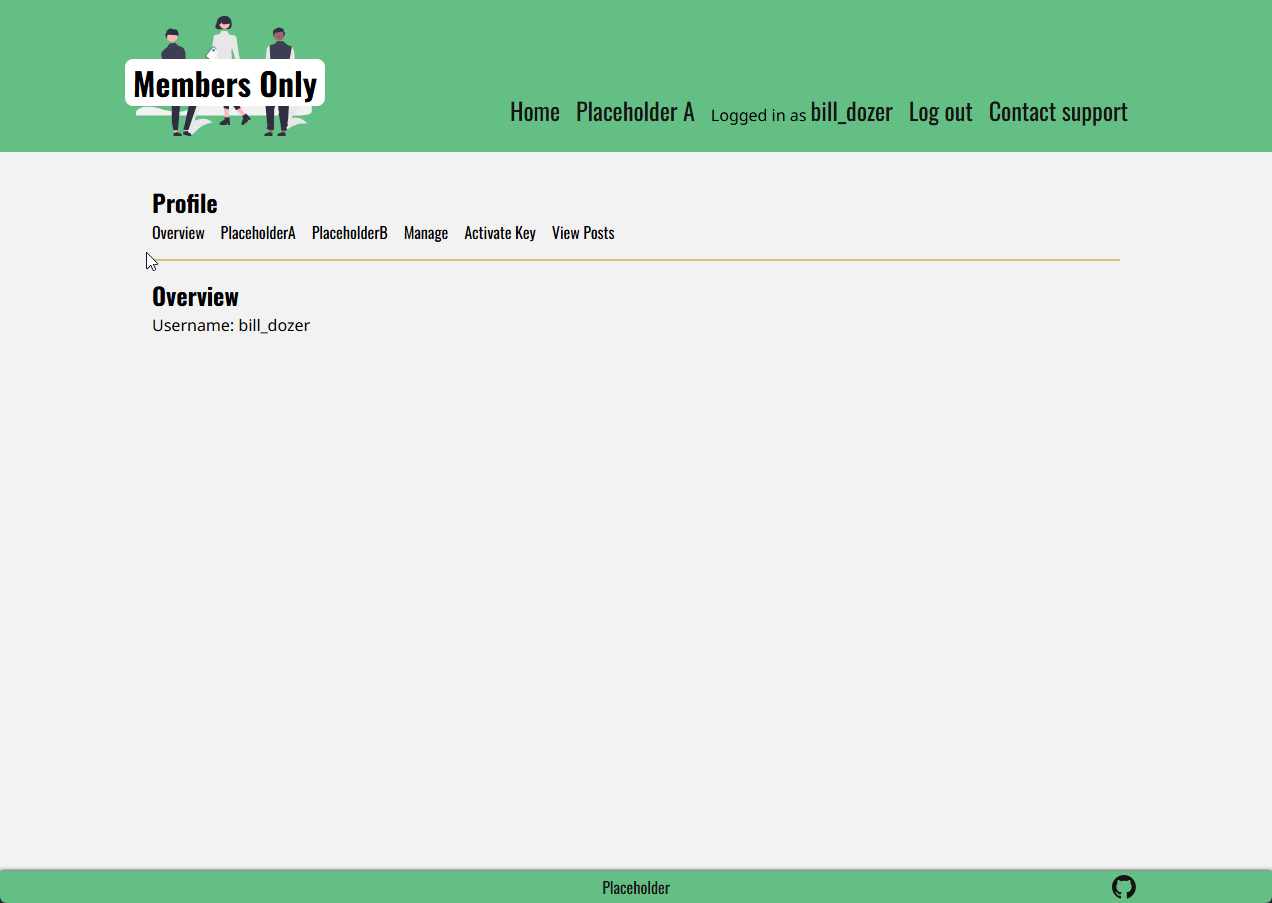 Members Only
Home Placeholder A Logged in as bill_dozer Log out Contact support
Profile
Overview PlaceholderA PlaceholderB Manage Activate Key View Posts
Overview
Username: bill_dozer
Placeholder